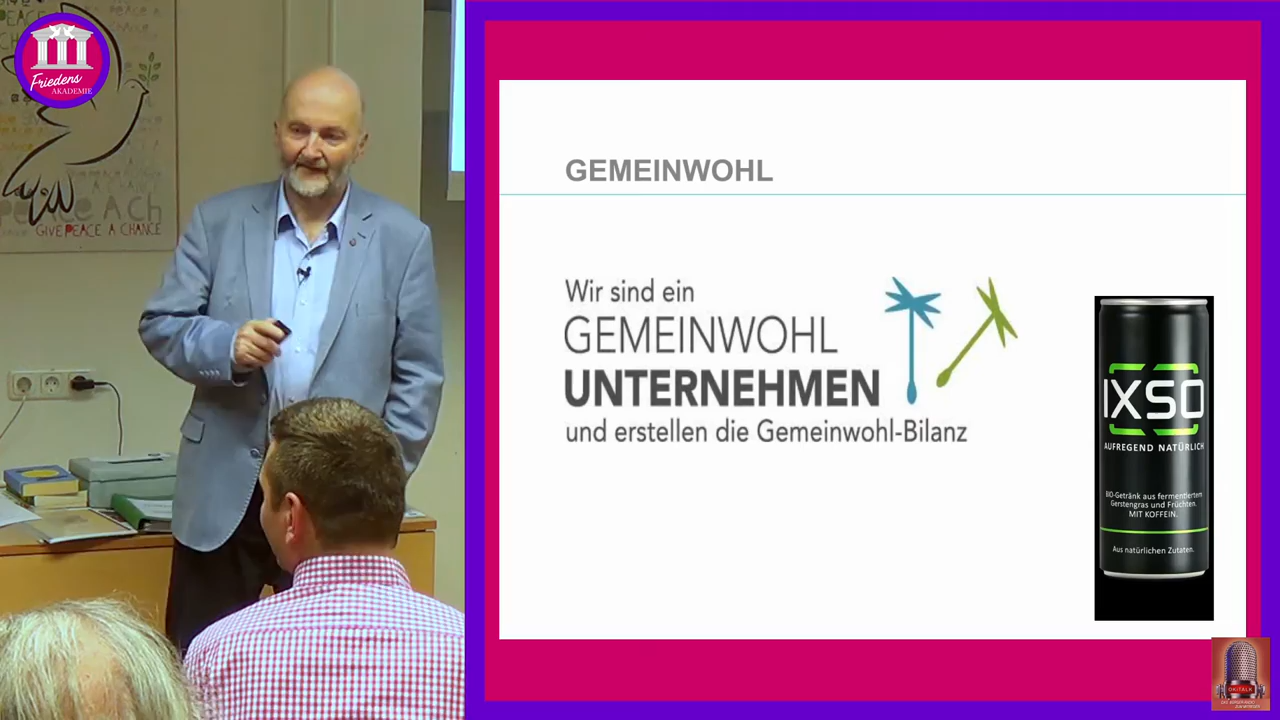 Friedens
AKADEMIE
GIVE PEACE A CHANCE
GEMEINWOHL
Wir sind ein
GEMEINWOHL
UNTERNEHMEN
und erstellen die Gemeinwohl-Bilanz
IXSO
AUFREGEND NATÜRLICH
BIO-Getränk aus fermentiertem
Gerstengras und Früchten.
MIT KOFFEIN.
Aus natürlichen Zutaten.
OKiTALK